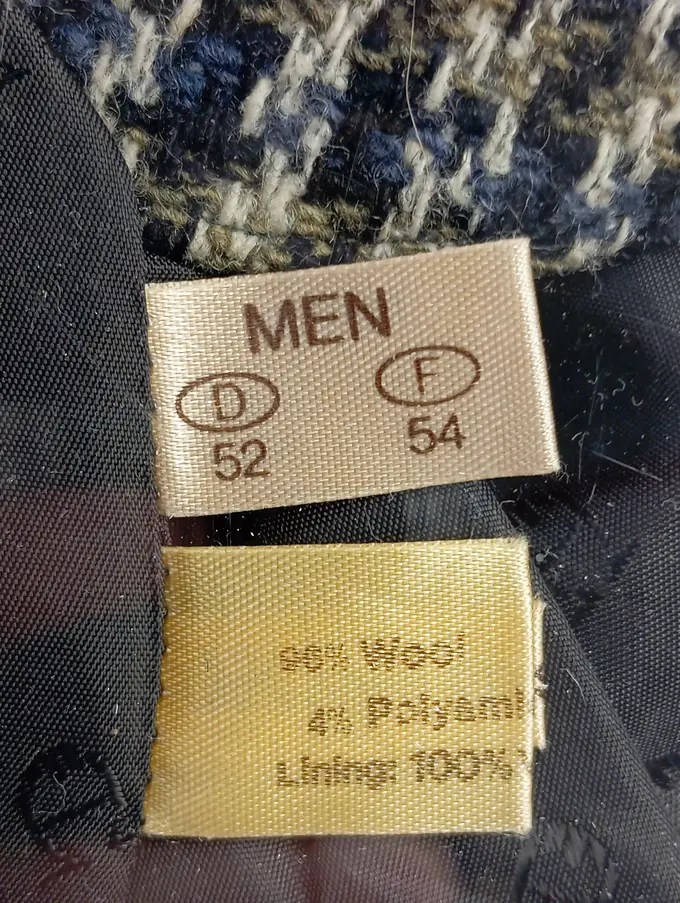 MEN
D F
52 54
96% Wool
4% Polyami
Lining: 100%